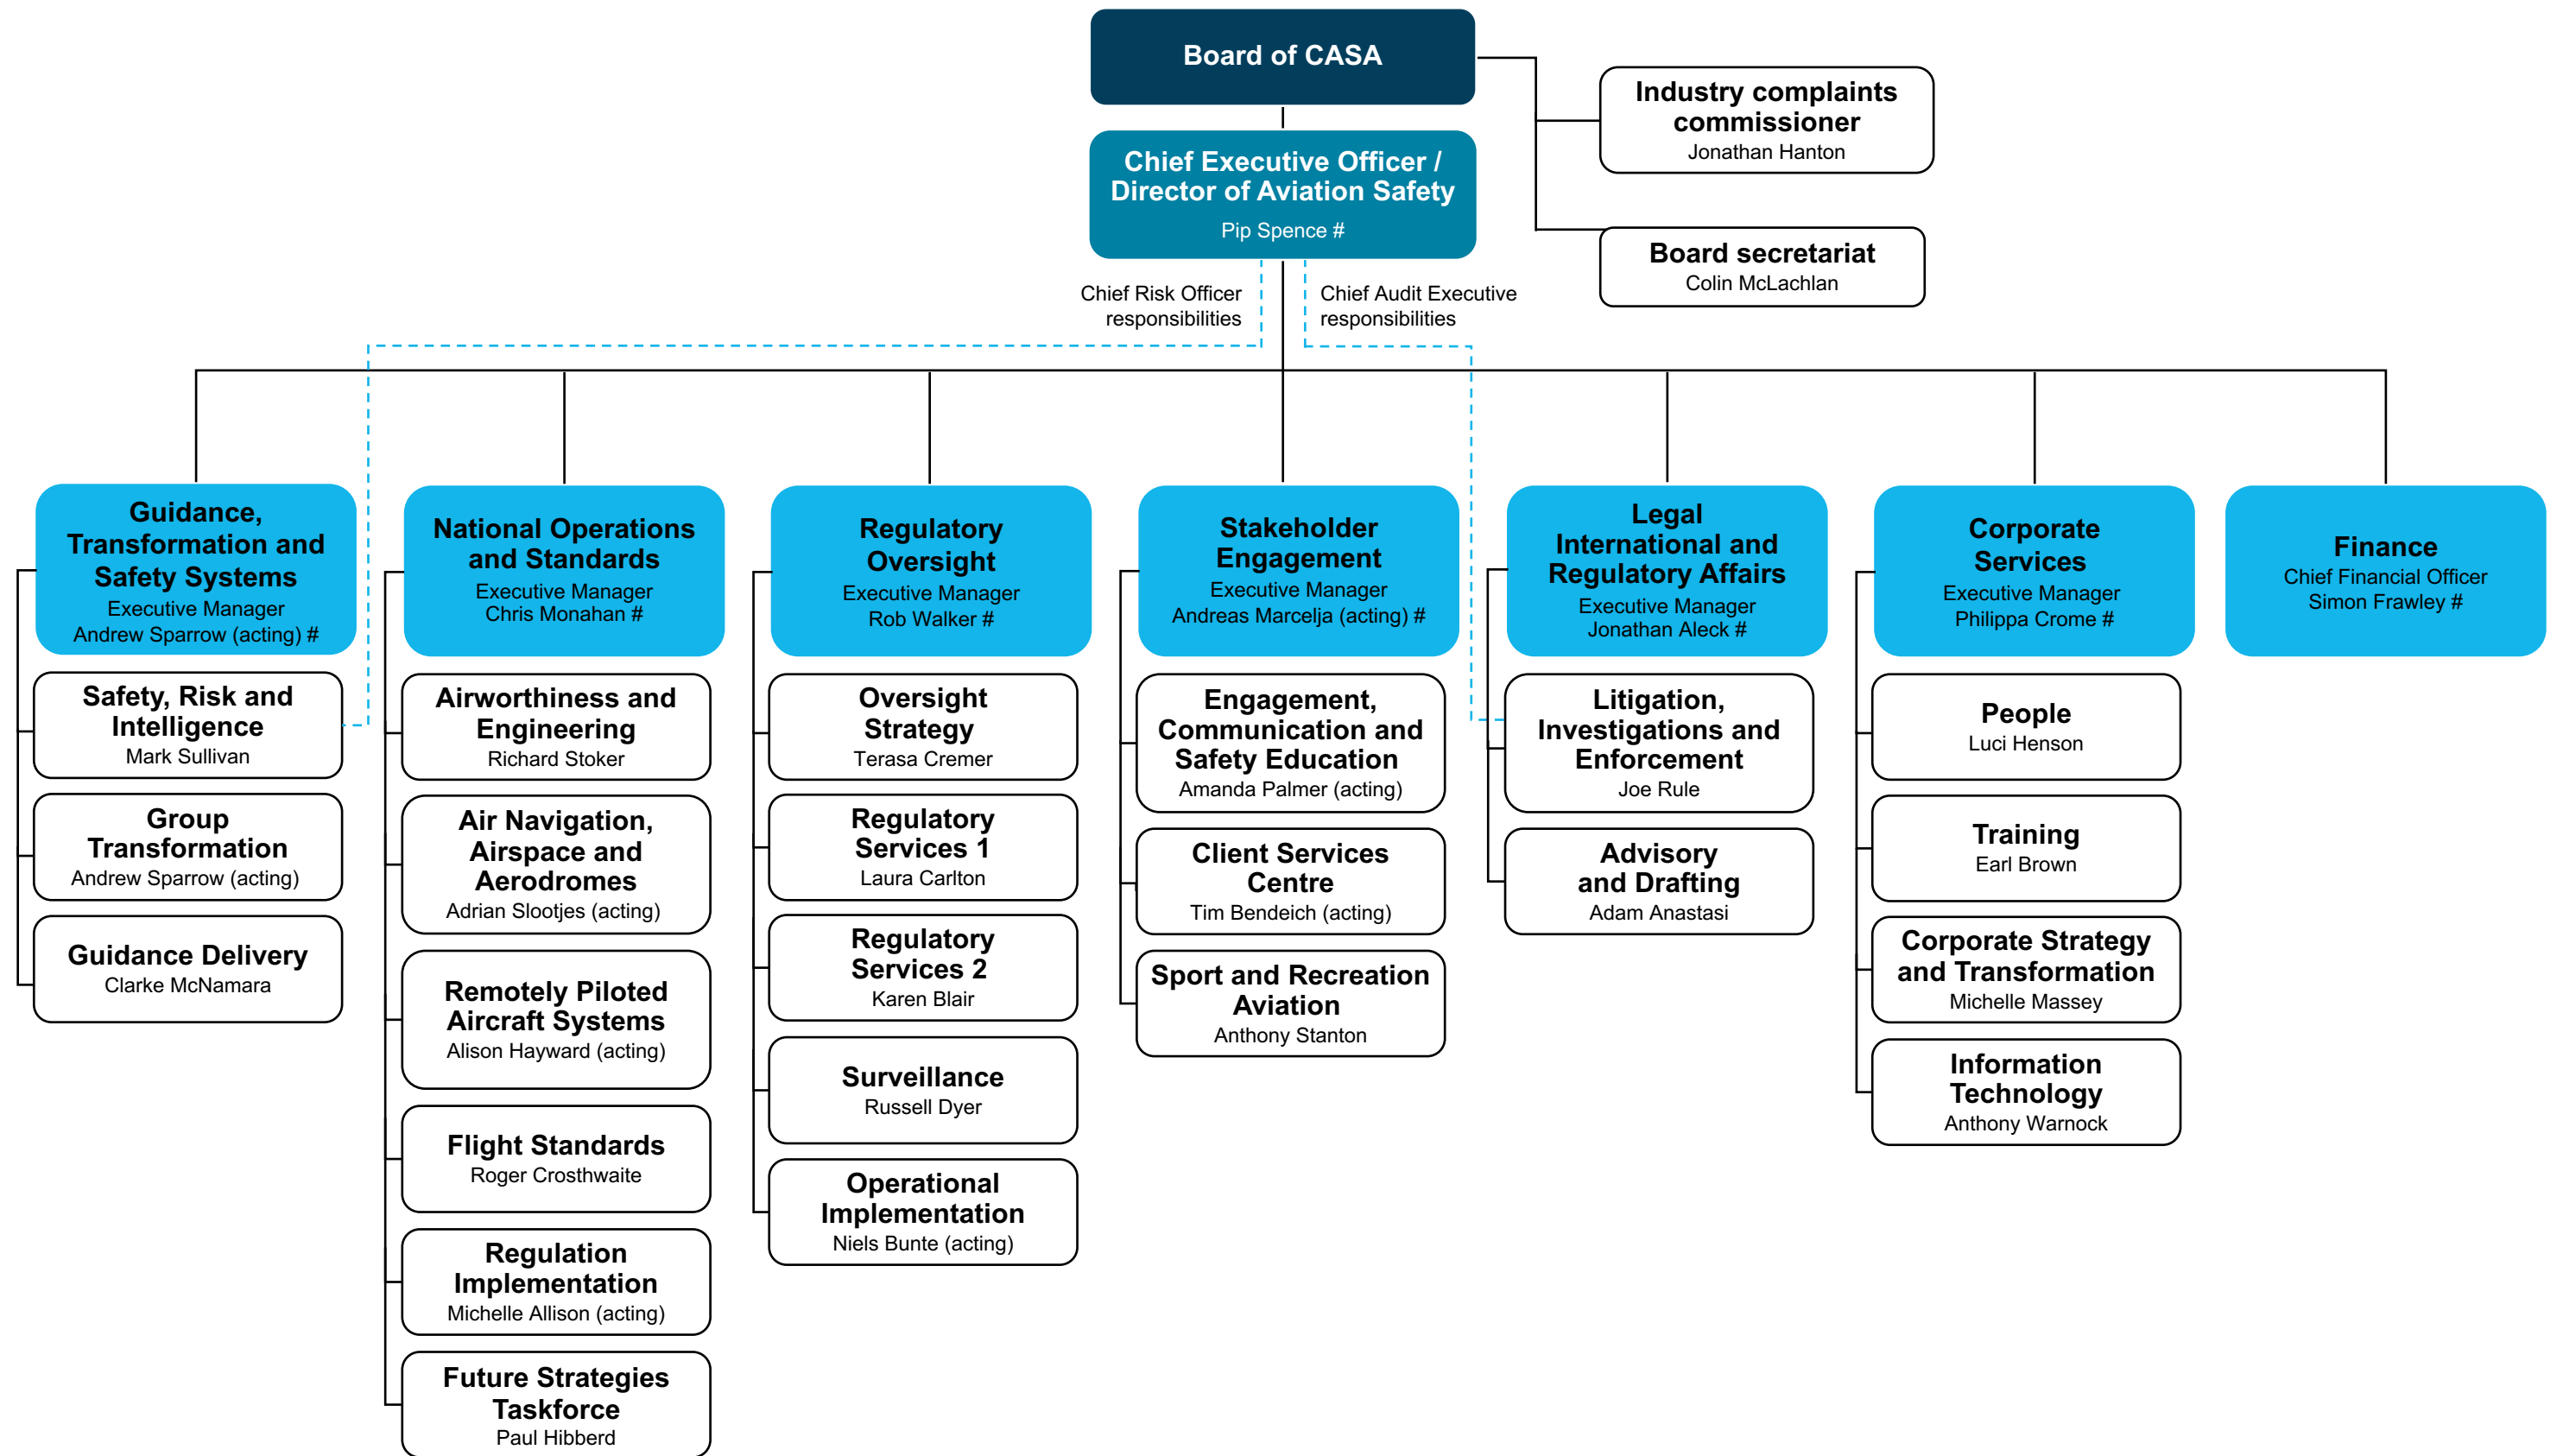 Board of CASA
Industry complaints
commissioner
Jonathan Hanton
Chief Executive Officer /
Director of Aviation Safety
Pip Spence #
Board secretariat
Colin McLachlan
Chief Risk Officer
responsibilities
Chief Audit Executive
responsibilities
Guidance,
Transformation and
Safety Systems
Executive Manager
Andrew Sparrow (acting) #
Safety, Risk and
Intelligence
Mark Sullivan
Group
Transformation
Andrew Sparrow (acting)
Guidance Delivery
Clarke McNamara
National Operations
and Standards
Executive Manager
Chris Monahan #
Airworthiness and
Engineering
Richard Stoker
Air Navigation,
Airspace and
Aerodromes
Adrian Slootjes (acting)
Remotely Piloted
Aircraft Systems
Alison Hayward (acting)
Flight Standards
Roger Crosthwaite
Regulation
Implementation
Michelle Allison (acting)
Future Strategies
Taskforce
Paul Hibberd
Regulatory
Oversight
Executive Manager
Rob Walker #
Oversight
Strategy
Terasa Cremer
Regulatory
Services 1
Laura Carlton
Regulatory
Services 2
Karen Blair
Surveillance
Russell Dyer
Operational
Implementation
Niels Bunte (acting)
Stakeholder
Engagement
Executive Manager
Andreas Marcelja (acting) #
Engagement,
Communication and
Safety Education
Amanda Palmer (acting)
Client Services
Centre
Tim Bendeich (acting)
Sport and Recreation
Aviation
Anthony Stanton
Legal
International and
Regulatory Affairs
Executive Manager
Jonathan Aleck #
Litigation,
Investigations and
Enforcement
Joe Rule
Advisory
and Drafting
Adam Anastasi
Corporate
Services
Executive Manager
Philippa Crome #
People
Luci Henson
Training
Earl Brown
Corporate Strategy
and Transformation
Michelle Massey
Information
Technology
Anthony Warnock
Finance
Chief Financial Officer
Simon Frawley #